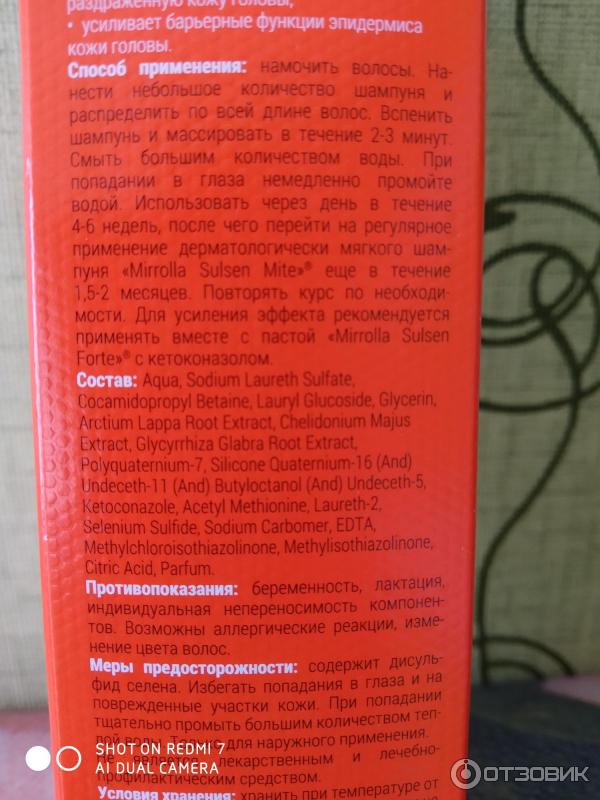 раздражённую кожу головы;
• усиливает барьерные функции эпидермиса
кожи головы.
Способ применения: намочить волосы. На-
нести небольшое количество шампуня и
распределить по всей длине волос. Вспенить
шампунь и массировать в течение 2-3 минут.
Смыть большим количеством воды. При
попадании в глаза немедленно промойте
водой. Использовать через день в течение
4-6 недель, после чего перейти на регулярное
применение дерматологически мягкого шам-
пуня «Mirrolla Sulsen Mite»® еще в течение
1,5-2 месяцев. Повторять курс по необходи-
мости. Для усиления эффекта рекомендуется
применять вместе с пастой «Mirrolla Sulsen
Forte»® с кетоконазолом.
Состав: Aqua, Sodium Laureth Sulfate,
Cocamidopropyl Betaine, Lauryl Glucoside, Glycerin,
Arctium Lappa Root Extract, Chelidonium Majus
Extract, Glycyrrhiza Glabra Root Extract,
Polyquaternium-7, Silicone Quaternium-16 (And)
Undeceth-11 (And) Butyloctanol (And) Undeceth-5,
Ketoconazole, Acetyl Methionine, Laureth-2,
Selenium Sulfide, Sodium Carbomer, EDTA,
Methylchloroisothiazolinone, Methylisothiazolinone,
Citric Acid, Parfum.
Противопоказания: беременность, лактация,
индивидуальная непереносимость компонен-
тов. Возможны аллергические реакции, изме-
нение цвета волос.
Меры предосторожности: содержит дисуль-
фид селена. Избегать попадания в глаза и на
поврежденные участки кожи. При попадании
тщательно промыть большим количеством теп-
лой воды. Только для наружного применения.
Не является лекарственным и лечебно-
профилактическим средством.
Условия хранения: хранить при температуре от
SHOT ON REDMI 7
AI DUAL CAMERA
ОТЗОВИК